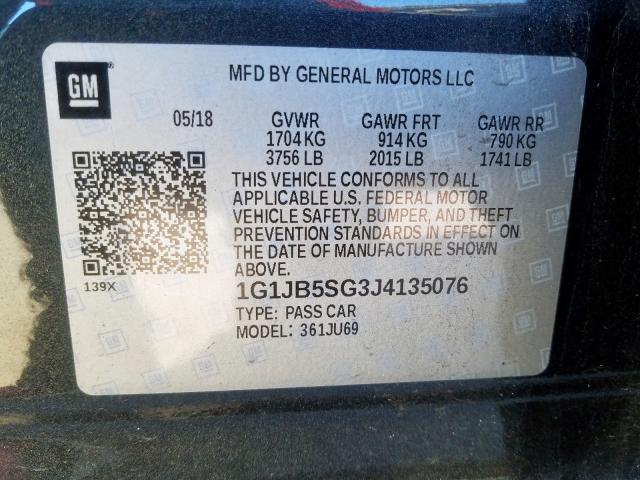 GM
MFD BY GENERAL MOTORS LLC
05/18 GVWR GAWR FRT GAWR RR
1704 KG 914 KG 790 KG
3756 LB 2015 LB 1741 LB
THIS VEHICLE CONFORMS TO ALL
APPLICABLE U.S. FEDERAL MOTOR
VEHICLE SAFETY, BUMPER, AND THEFT
PREVENTION STANDARDS IN EFFECT ON
THE DATE OF MANUFACTURE SHOWN
ABOVE.
139X
1G1JB5SG3J4135076
TYPE: PASS CAR
MODEL: 361JU69